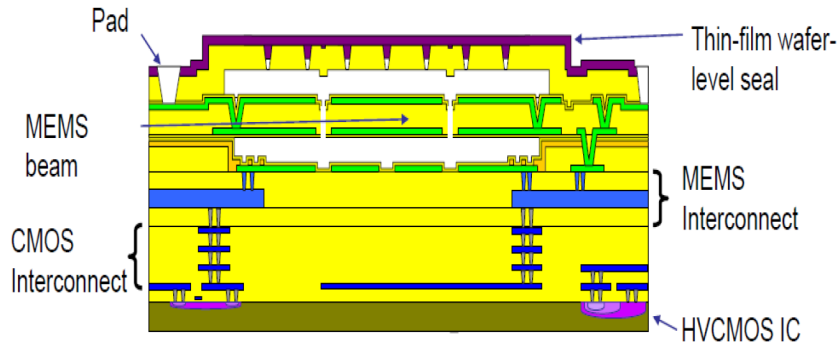 Pad
Thin-film wafer-
level seal
MEMS
beam
MEMS
Interconnect
CMOS
Interconnect
HVCMOS IC